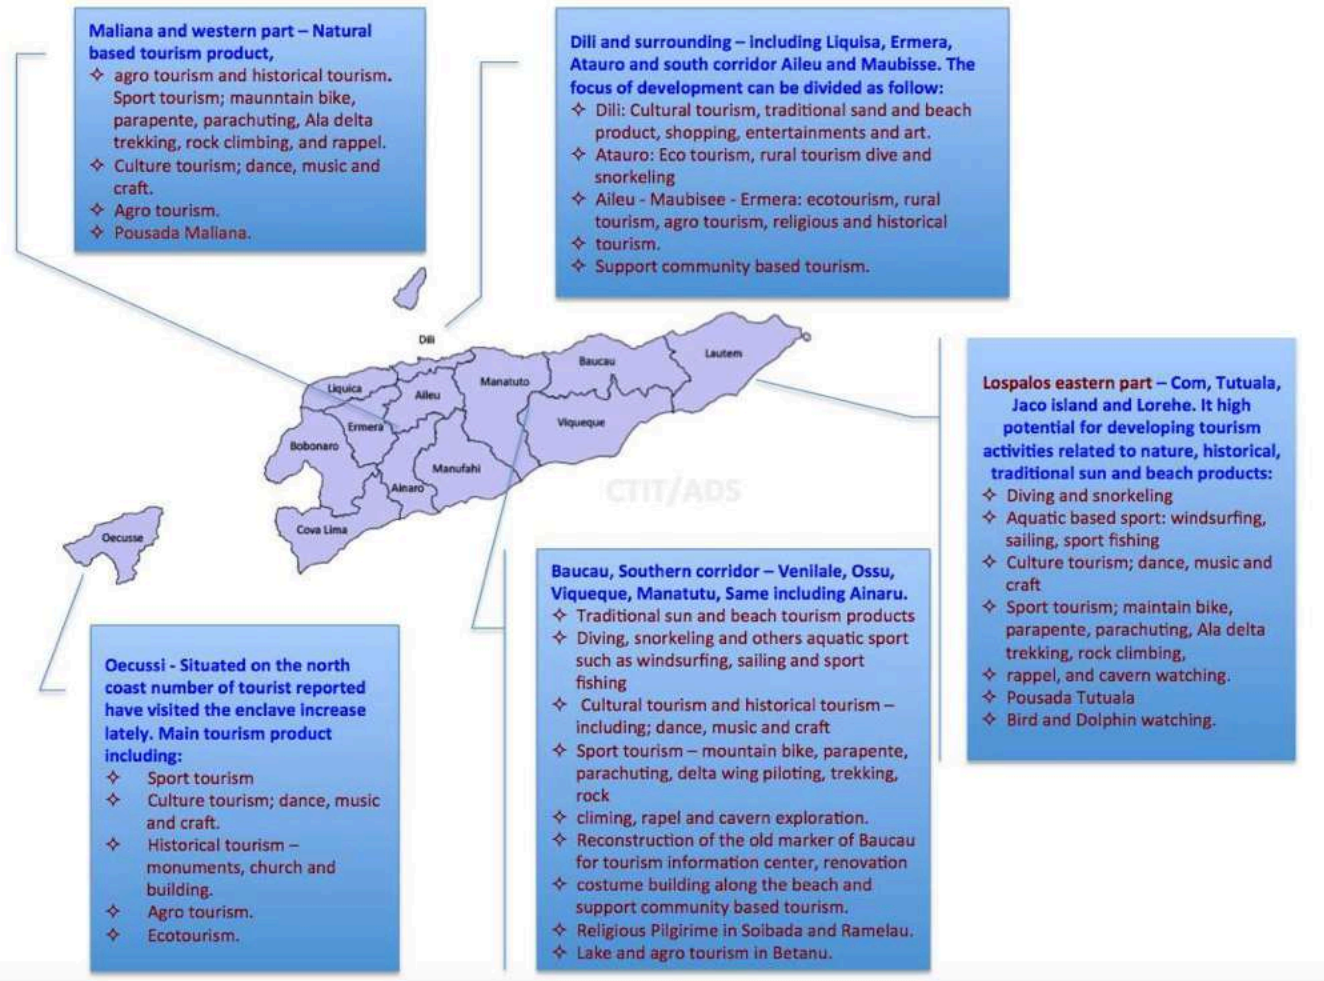 Maliana and western part – Natural
based tourism product,
✧ agro tourism and historical tourism.
Sport tourism; maunntain bike,
parapente, parachuting, Ala delta
trekking, rock climbing, and rappel.
✧ Culture tourism; dance, music and
craft.
✧ Agro tourism.
✧ Pousada Maliana.
Dili and surrounding – including Liquisa, Ermera,
Atauro and south corridor Aileu and Maubisse. The
focus of development can be divided as follow:
✧ Dili: Cultural tourism, traditional sand and beach
product, shopping, entertainments and art.
✧ Atauro: Eco tourism, rural tourism dive and
snorkeling
✧ Aileu - Maubisee - Ermera: ecotourism, rural
tourism, agro tourism, religious and historical
✧ tourism.
✧ Support community based tourism.
Dili
Liquica
Aileu
Manatuto
Baucau
Lautem
Ermera
Viqueque
Bobonaro
Manufahi
Ainaro
Cova Lima
Oecusse
CTIT/ADS
Lospalos eastern part – Com, Tutuala,
Jaco island and Lorehe. It high
potential for developing tourism
activities related to nature, historical,
traditional sun and beach products:
✧ Diving and snorkeling
✧ Aquatic based sport: windsurfing,
sailing, sport fishing
✧ Culture tourism; dance, music and
craft
✧ Sport tourism; maintain bike,
parapente, parachuting, Ala delta
trekking, rock climbing,
✧ rappel, and cavern watching.
✧ Pousada Tutuala
✧ Bird and Dolphin watching.
Oecussi - Situated on the north
coast number of tourist reported
have visited the enclave increase
lately. Main tourism product
including:
✧ Sport tourism
✧ Culture tourism; dance, music
and craft.
✧ Historical tourism –
monuments, church and
building.
✧ Agro tourism.
✧ Ecotourism.
Baucau, Southern corridor – Venilale, Ossu,
Viqueque, Manatutu, Same including Ainaru.
✧ Traditional sun and beach tourism products
✧ Diving, snorkeling and others aquatic sport
such as windsurfing, sailing and sport
fishing
✧ Cultural tourism and historical tourism –
including; dance, music and craft
✧ Sport tourism – mountain bike, parapente,
parachuting, delta wing piloting, trekking,
rock
✧ climing, rapel and cavern exploration.
✧ Reconstruction of the old marker of Baucau
for tourism information center, renovation
✧ costume building along the beach and
support community based tourism.
✧ Religious Pilgirime in Soibada and Ramelau.
✧ Lake and agro tourism in Betanu.